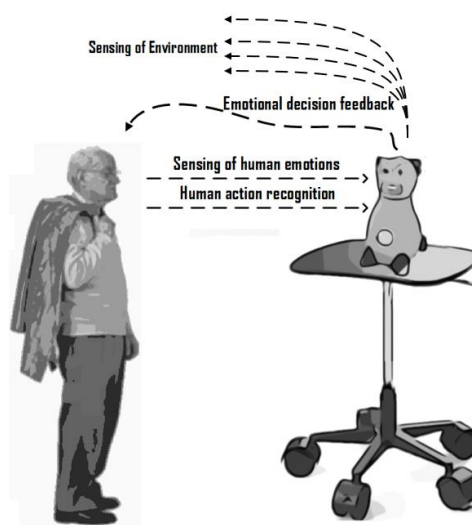 Sensing of Environment
Emotional decision feedback
Sensing of human emotions
Human action recognition